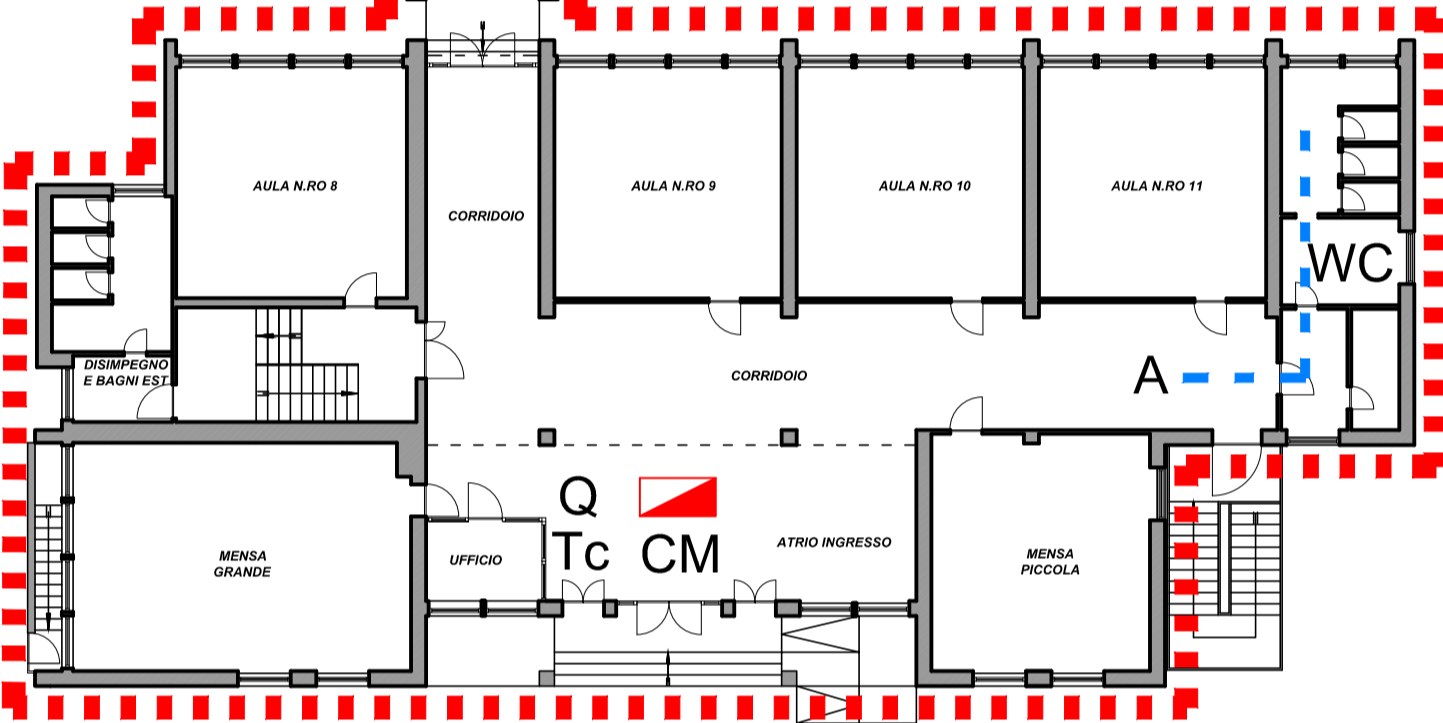 AULA N.RO 8
AULA N.RO 9
AULA N.RO 10
AULA N.RO 11
CORRIDOIO
WC
DISIMPEGNO
E BAGNI EST
CORRIDOIO
A
Q
Tc
CM
ATRIO INGRESSO
UFFICIO
MENSA
GRANDE
MENSA
PICCOLA